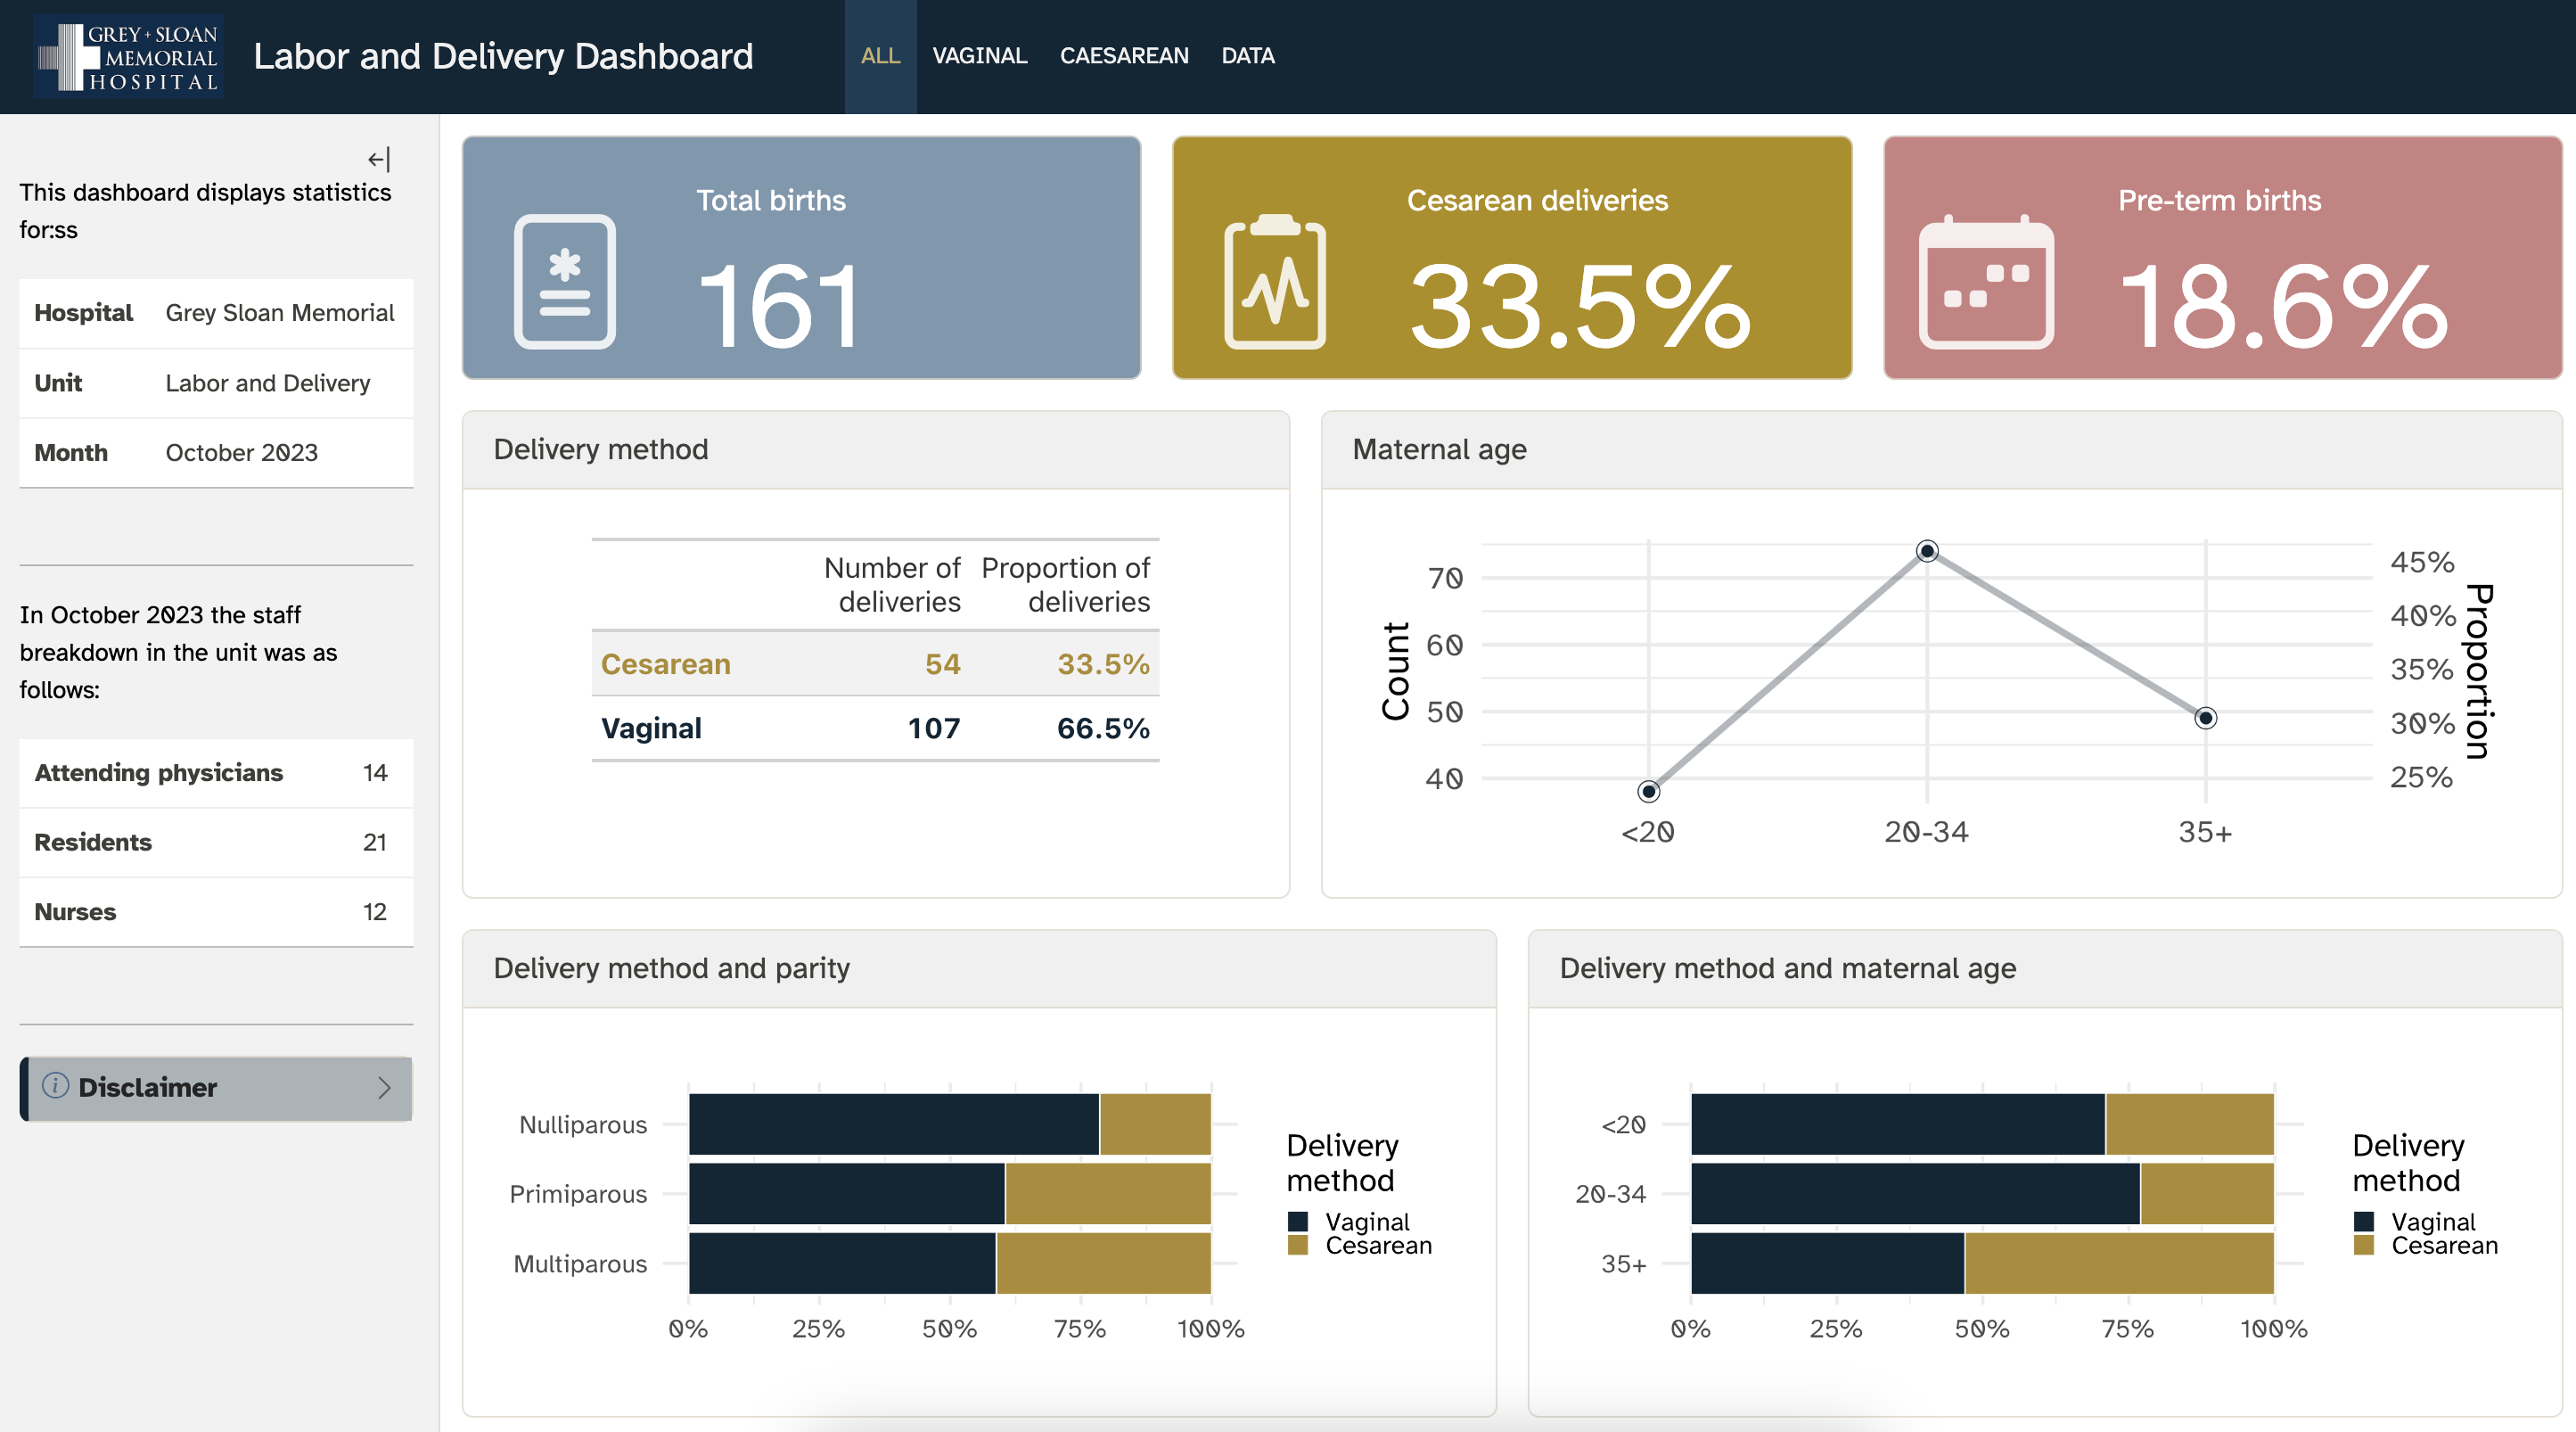 GREY + SLOAN
MEMORIAL
HOSPITAL
Labor and Delivery Dashboard
ALL
VAGINAL
CAESAREAN
DATA
This dashboard displays statistics
for:ss
Hospital Grey Sloan Memorial
Unit Labor and Delivery
Month October 2023
In October 2023 the staff
breakdown in the unit was as
follows:
Attending physicians 14
Residents 21
Nurses 12
Disclaimer
Total births
161
Cesarean deliveries
33.5%
Pre-term births
18.6%
Delivery method
Number of deliveries
Proportion of deliveries
Cesarean 54 33.5%
Vaginal 107 66.5%
Maternal age
Count
70
60
50
40
<20
20-34
35+
45%
40%
35%
30%
25%
Proportion
Delivery method and parity
Nulliparous
Primiparous
Multiparous
0% 25% 50% 75% 100%
Delivery
method
Vaginal
Cesarean
Delivery method and maternal age
<20
20-34
35+
0% 25% 50% 75% 100%
Delivery
method
Vaginal
Cesarean